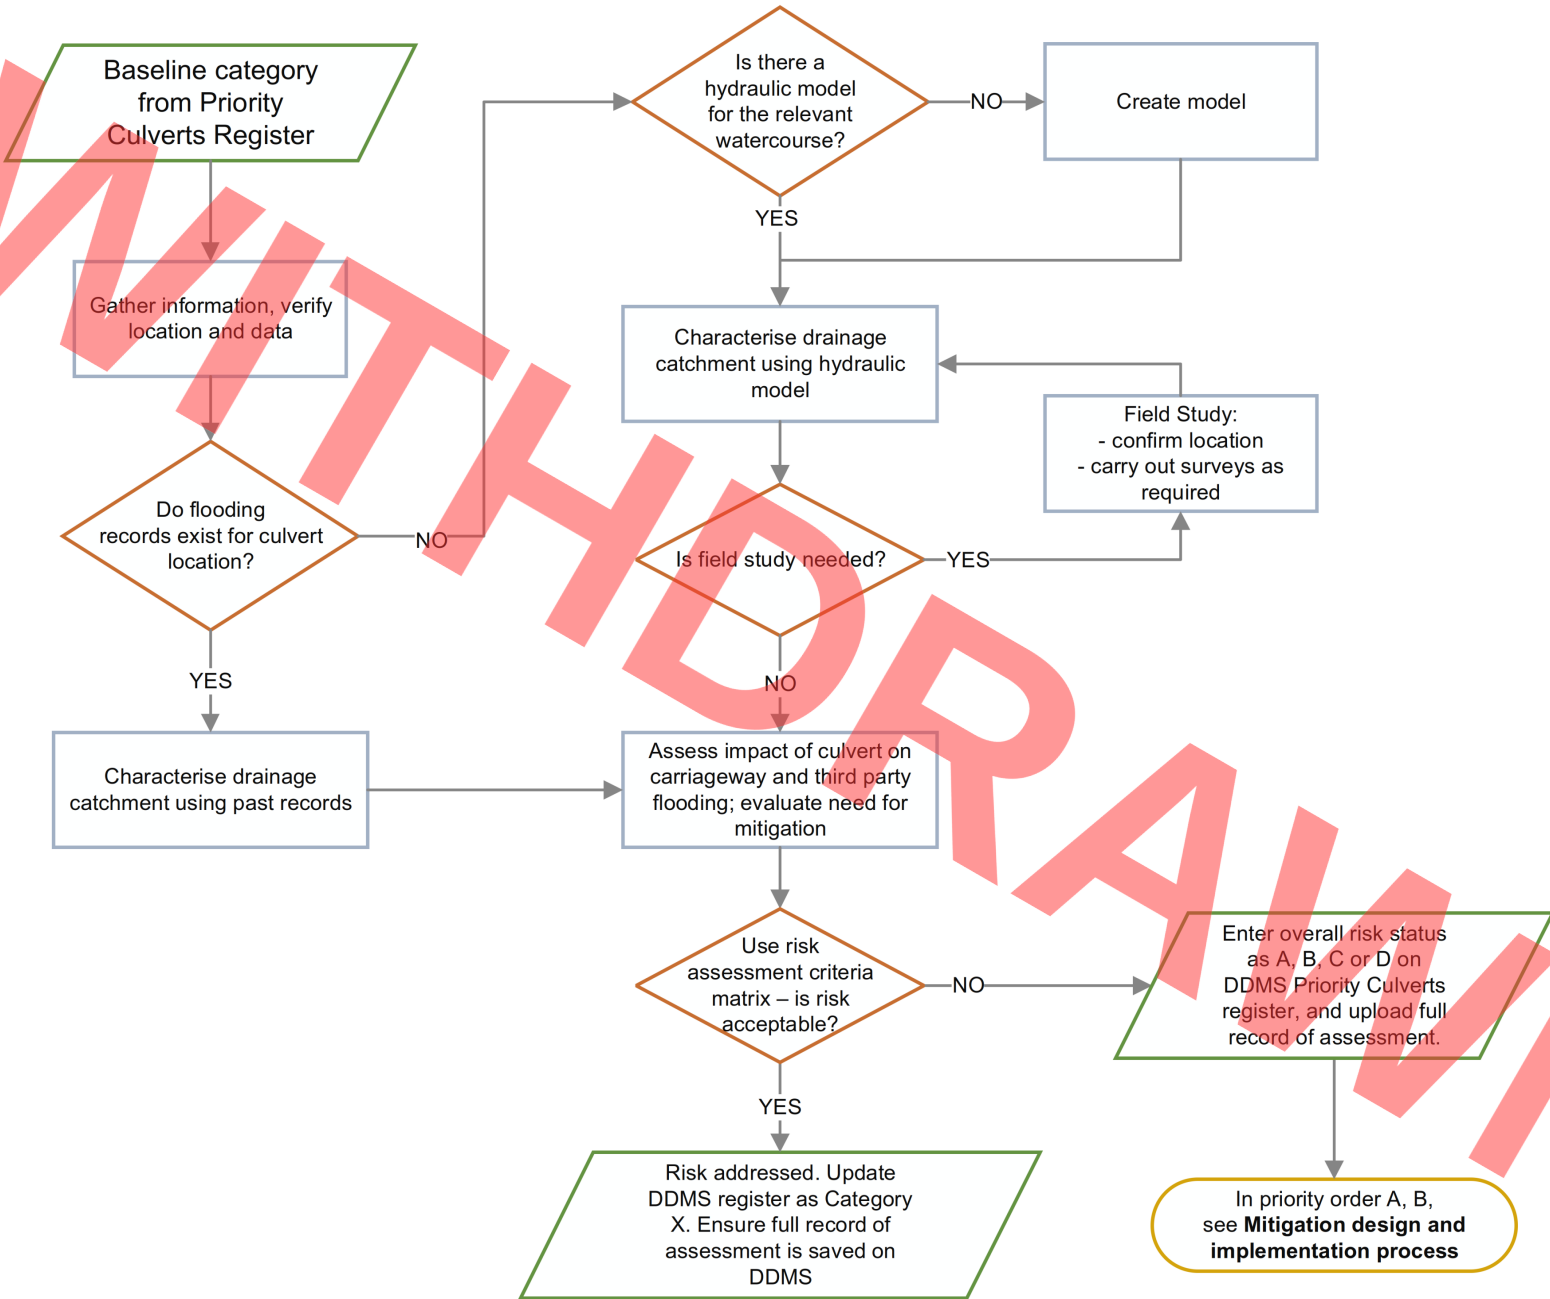 Baseline category
from Priority
Culverts Register
Gather information, verify
location and data
Do flooding
records exist for culvert
location?
NO
YES
Characterise drainage
catchment using past records
Is there a
hydraulic model
for the relevant
watercourse?
NO
Create model
YES
Characterise drainage
catchment using hydraulic
model
Field Study:
- confirm location
- carry out surveys as
required
Is field study needed?
YES
NO
Assess impact of culvert on
carriageway and third party
flooding; evaluate need for
mitigation
Use risk
assessment criteria
matrix – is risk
acceptable?
NO
Enter overall risk status
as A, B, C or D on
DDMS Priority Culverts
register, and upload full
record of assessment.
YES
Risk addressed. Update
DDMS register as Category
X. Ensure full record of
assessment is saved on
DDMS
In priority order A, B,
see Mitigation design and
implementation process
WITHDRAWN